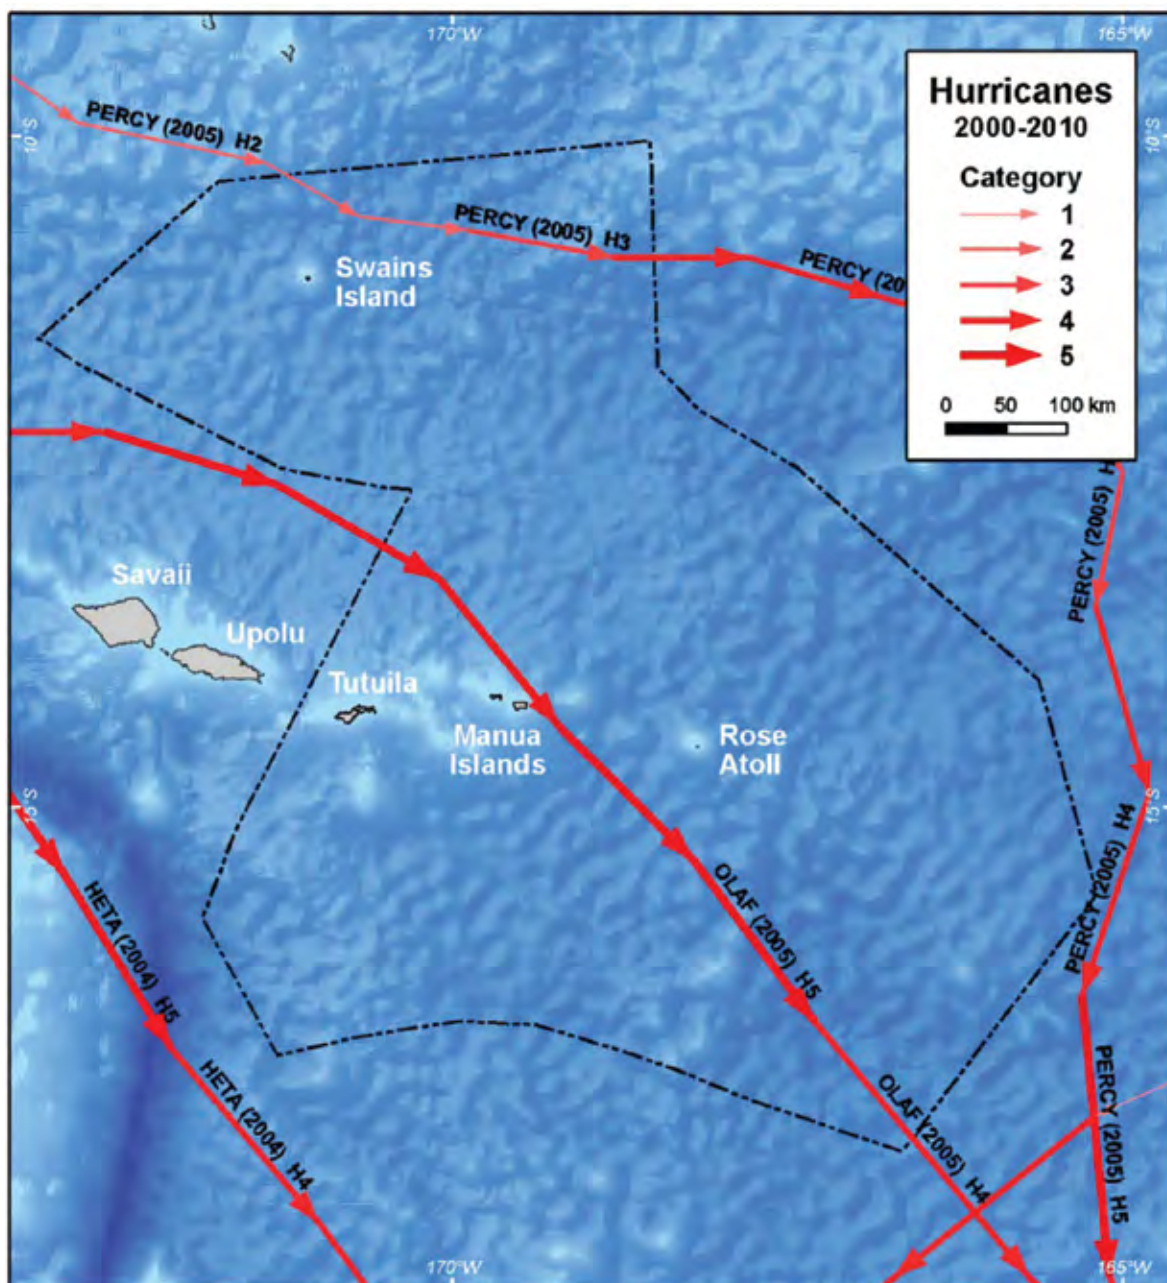 170°W
165°W
Hurricanes
2000-2010
Category
1
2
3
4
5
0 50 100 km
10°S
10°S
PERCY (2005) H2
PERCY (2005) H3
PERCY (20
Swains
Island
PERCY (2005) H
Savaii
Upolu
Tutuila
Manua
Islands
Rose
Atoll
15°S
15°S
PERCY (2005) H4
HETA (2004) H5
OLAF (2005) H5
HETA (2004) H4
OLAF (2005) H4
PERCY (2005) H5
170°W
165°W